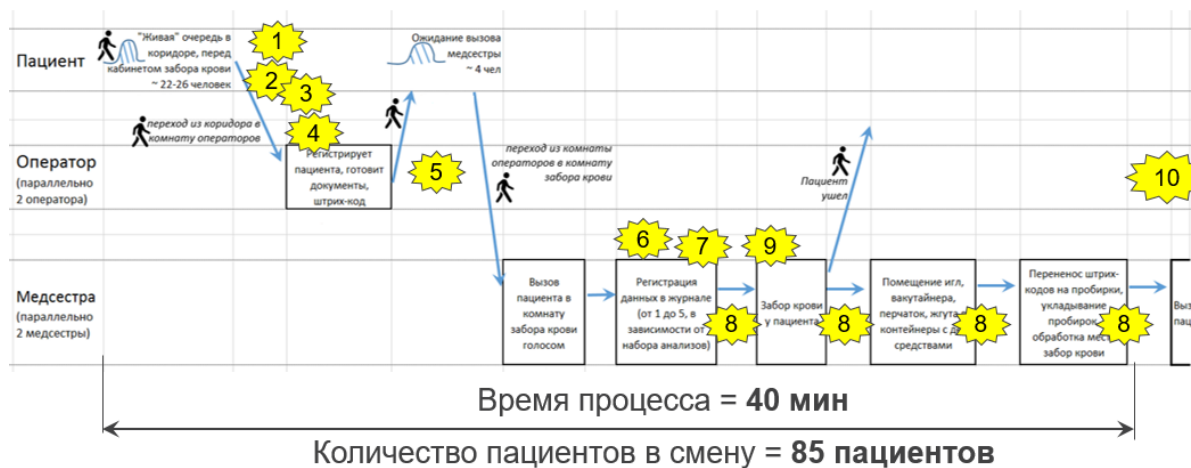 Пациент
"Живая" очередь в
коридоре, перед
кабинетом забора крови
~ 22-26 человек
1
2
3
Ожидание вызова
медсестры
~ 4 чел
переход из коридора в
комнату операторов
4
Оператор
(параллельно
2 оператора)
Регистрирует
пациента, готовит
документы,
штрих-код
5
переход из комнаты
операторов в комнату
забора крови
Пациент
ушел
10
6
7
9
Медсестра
(параллельно
2 медсестры)
Вызов
пациента в
комнату
забора крови
голосом
Регистрация
данных в журнале
(от 1 до 5, в
зависимости от
набора анализов)
8
Забор крови
у пациента
8
Помещение игл,
вакутайнера,
перчаток, жгута
контейнеры с
средствами
8
Перененос штрих-
кодов на пробирки,
укладывание
пробирок
обработка
забор крови
8
Время процесса = 40 мин
Количество пациентов в смену = 85 пациентов